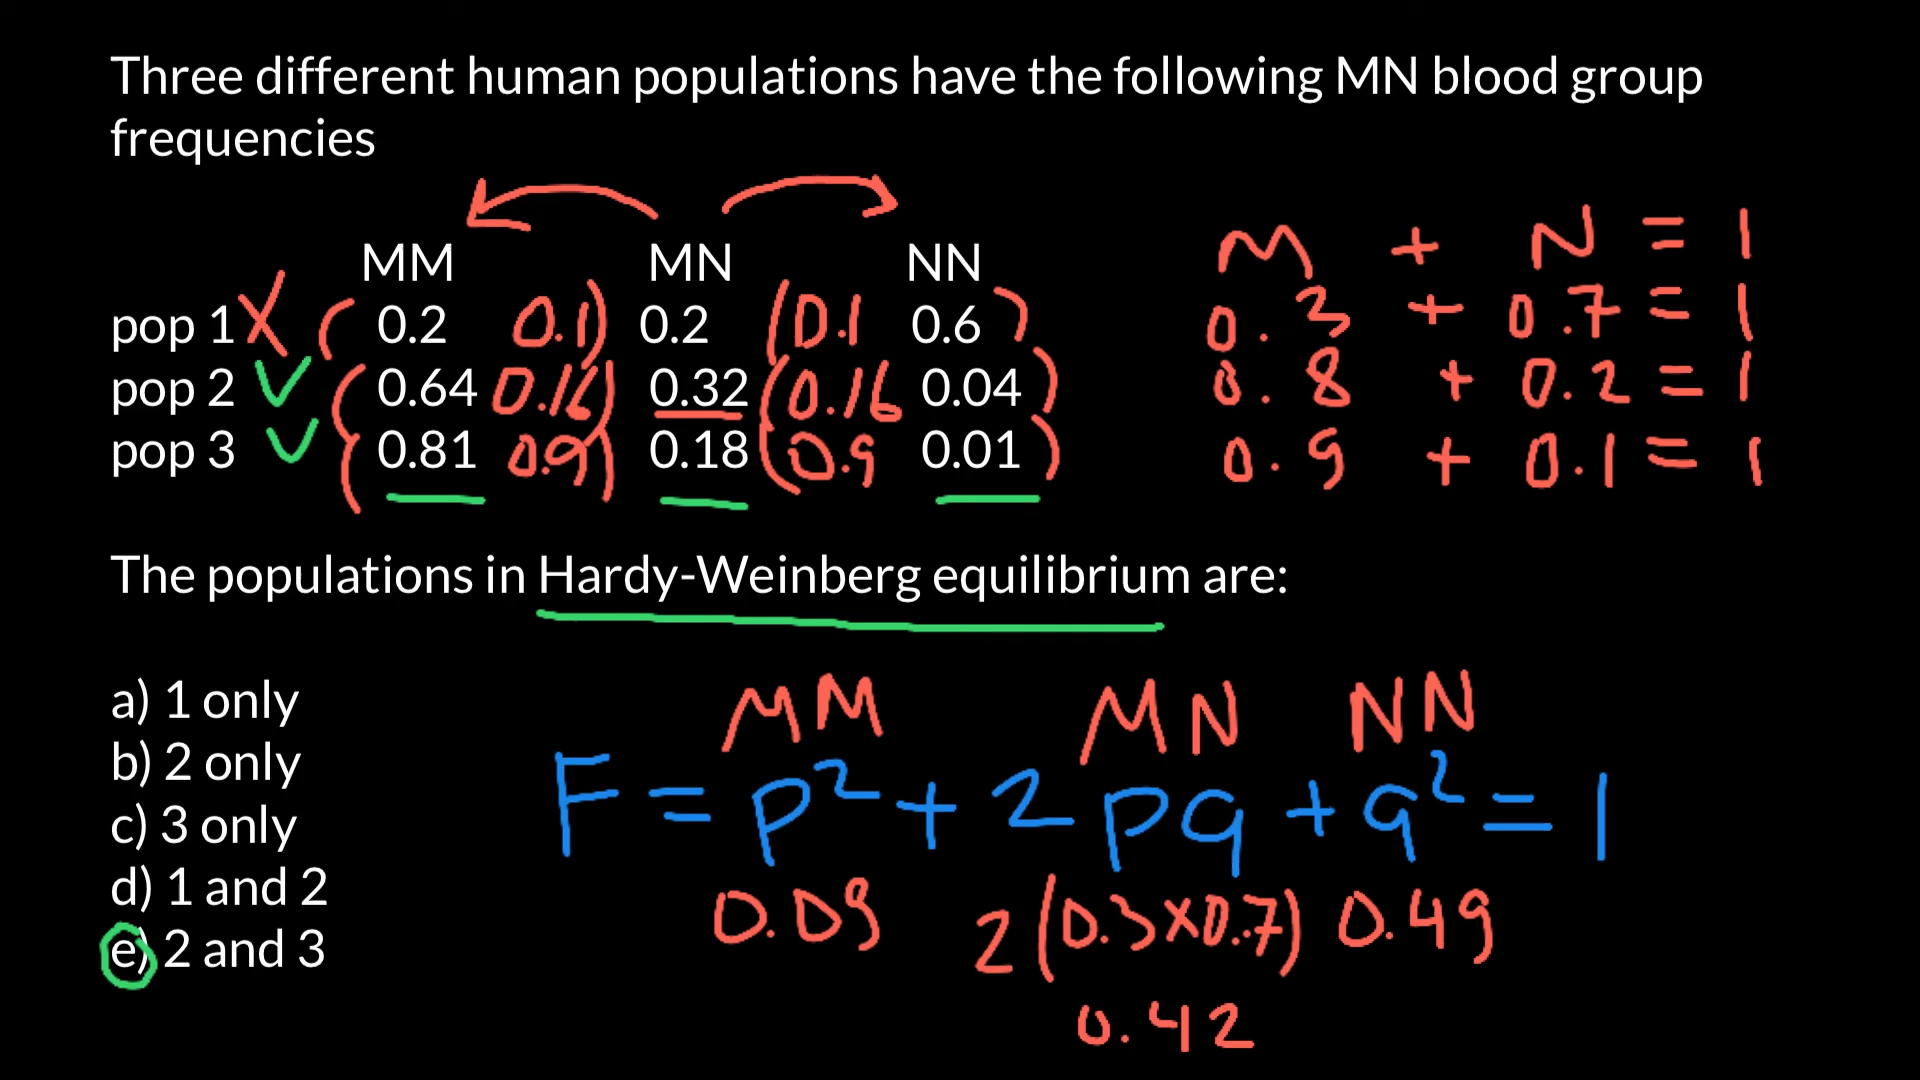 Three different human populations have the following MN blood group
frequencies
MM MN NN M + N = 1
pop 1 X ( 0.2 0.1) 0.2 (0.1 0.6 ) 0.3 + 0.7 = 1
pop 2 ✓ ( 0.64 0.16) 0.32 (0.16 0.04 ) 0.8 + 0.2 = 1
pop 3 ✓ ( 0.81 0.9) 0.18 (0.9 0.01 ) 0.9 + 0.1 = 1
The populations in Hardy-Weinberg equilibrium are:
a) 1 only
b) 2 only
c) 3 only
d) 1 and 2
e) 2 and 3
MM MN NN
F = p² + 2pq + q² = 1
0.09 2(0.3×0.7) 0.49
0.42